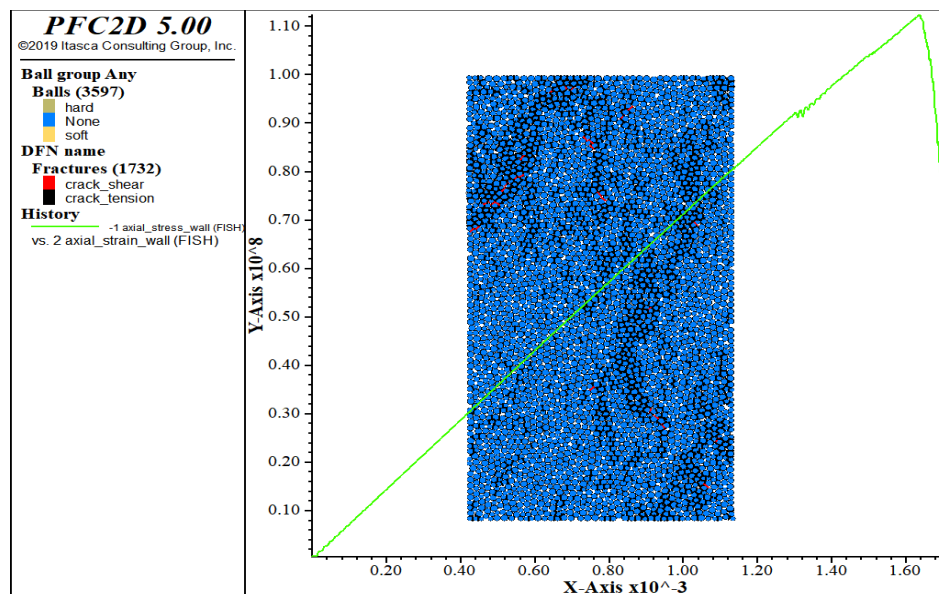 PFC2D 5.00
©2019 Itasca Consulting Group, Inc.
Ball group Any
Balls (3597)
hard
None
soft
DFN name
Fractures (1732)
crack_shear
crack_tension
History
-1 axial_stress_wall (FISH)
vs. 2 axial_strain_wall (FISH)
Y-Axis x10^8
1.10
1.00
0.90
0.80
0.70
0.60
0.50
0.40
0.30
0.20
0.10
0.20
0.40
0.60
0.80
1.00
1.20
1.40
1.60
X-Axis x10^-3